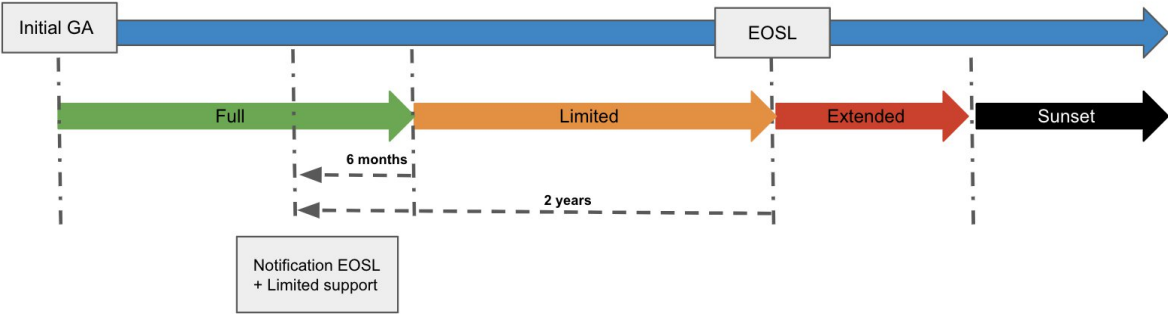 Initial GA
EOSL
Full
Limited
Extended
Sunset
6 months
2 years
Notification EOSL
+ Limited support